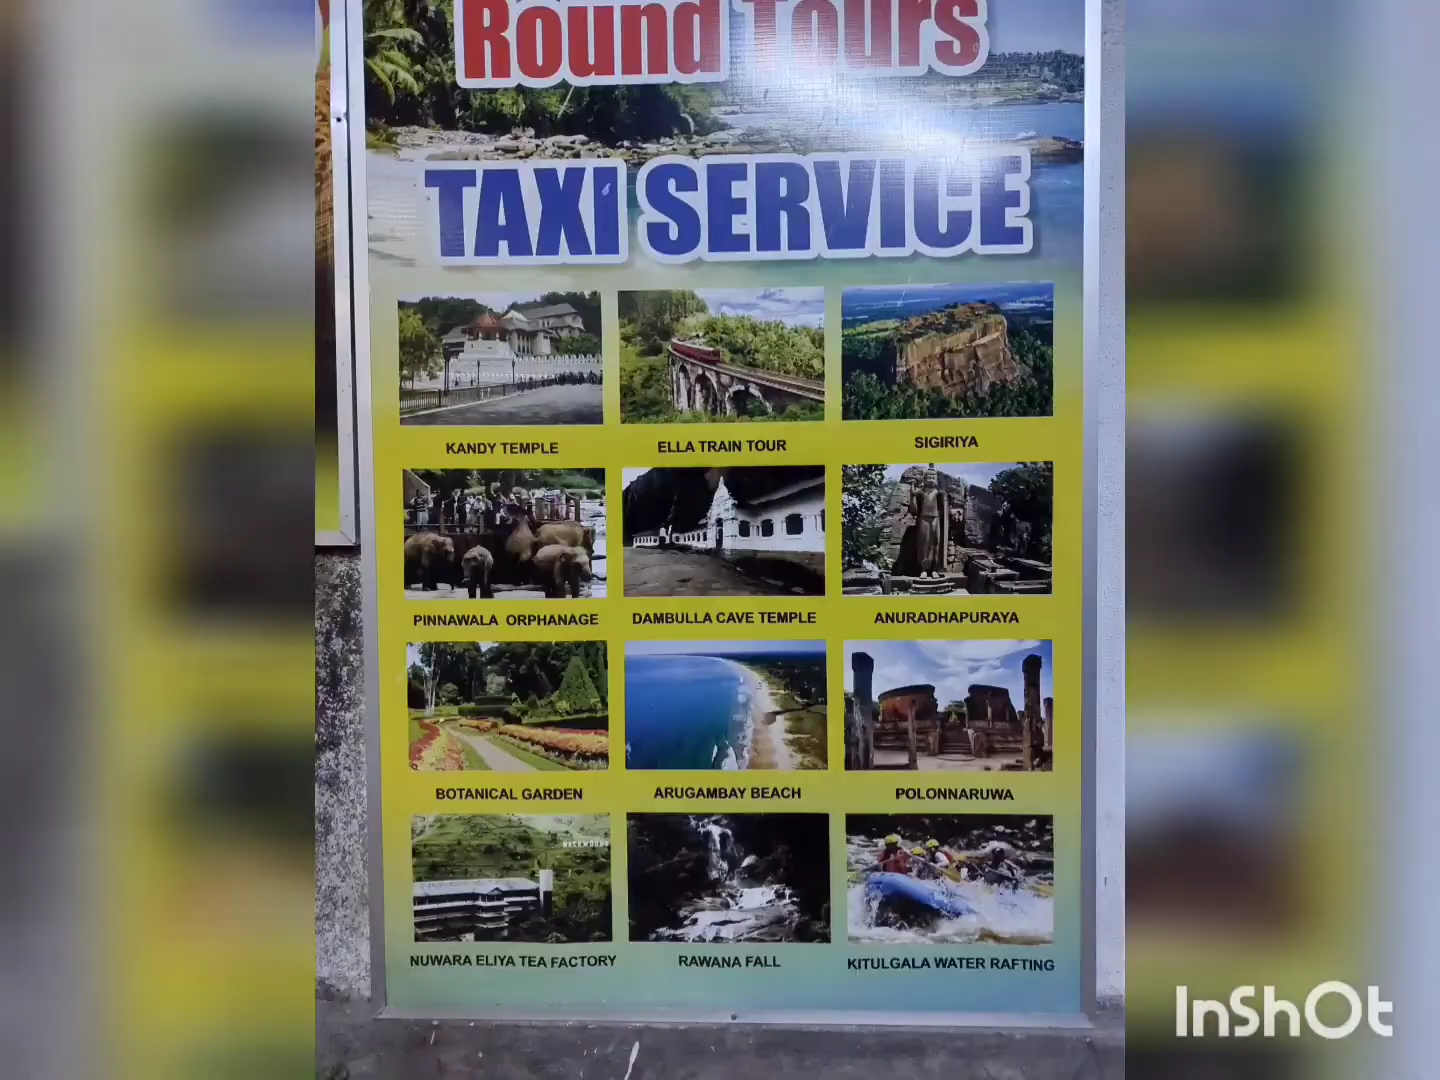 Round Tours
TAXI SERVICE
KANDY TEMPLE
ELLA TRAIN TOUR
SIGIRIYA
PINNAWALA ORPHANAGE
DAMBULLA CAVE TEMPLE
ANURADHAPURAYA
BOTANICAL GARDEN
ARUGAMBAY BEACH
POLONNARUWA
NUWARA ELIYA TEA FACTORY
RAWANA FALL
KITULGALA WATER RAFTING
InShOt